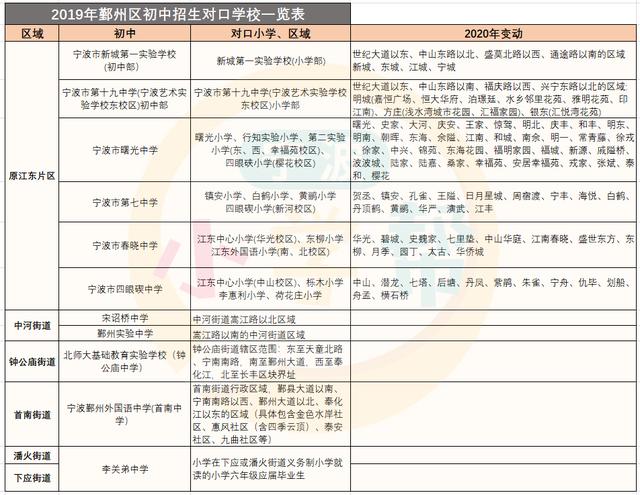 2019年鄞州区初中招生对口学校一览表
区域
初中
对口小学、区域
2020年变动
原江东片区
宁波市新城第一实验学校
(初中部)
新城第一实验学校(小学部)
世纪大道以东、中山东路以北、盛莫北路以西、通途路以南的区域
新城、东城、江城、宁城
宁波市第十九中学(宁波艺术实
验学校东校区)初中部
宁波市第十九中学(宁波艺术实验学校
东校区)小学部
世纪大道以东、中山东路以南、福庆路以西、兴宁东路以北的区域:
明城(嘉恒广场、恒大华府、泊璟廷、水乡邻里花苑、雅明花苑、印
江南)、方庄(浅水湾城市花园、汇福家园)、银东(汇悦湾花苑)
宁波市曙光中学
曙光小学、行知实验小学、第二实验
小学(东、西、幸福苑校区)、
四眼碶小学(樱花校区)
曙光、史家、大河、庆安、王家、惊驾、明北、庆丰、和丰、明东、
明南、朝晖、东海、余隘、江南、和城、南余、明一、常青藤、徐戎
、徐家、中兴、锦苑、东海花园、福明家园、福城、新源、戚隘桥、
波波城、陆家、陆嘉、桑家、幸福苑、安居幸福苑、戎家、张斌、泰
和、樱花
宁波市第七中学
镇安小学、白鹤小学、黄鹂小学
四眼碶小学(新河校区)
贺丞、镇安、孔雀、王隘、日月星城、周宿渡、宁丰、海悦、白鹤、
丹顶鹤、黄鹂、华严、演武、江丰
宁波市春晓中学
江东中心小学(华光校区)、东柳小学
江东外国语小学(南、北校区)
华光、碧城、史魏家、七里垫、中山华庭、江南春晓、盛世东方、东
柳、月季、园丁、太古、华侨城
宁波市四眼碶中学
江东中心小学(中山校区)、栎木小学
李惠利小学、荷花庄小学
中山、潜龙、七塔、后塘、丹凤、紫鹃、朱雀、宁舟、仇毕、划船、
舟孟、横石桥
中河街道
宋诏桥中学
中河街道嵩江路以北区域
鄞州实验中学
嵩江路以南的中河街道区域
钟公庙街道
北师大基础教育实验学校（钟
公庙中学）
钟公庙街道辖区范围：东至天童北路
、宁南南路，南至鄞州大道，西至奉
化江，北至长丰区块界址
首南街道
宁波鄞州外国语中学(首南中
学)
首南街道行政区域，鄞县大道以南、
宁南南路以西、鄞州大道以北、奉化
江以东的区域（具体包含金色水岸社
区、惠风社区（含四季云顶）、泰安
社区、九曲社区等）
潘火街道
下应街道
李关弟中学
小学在下应或潘火街道义务制小学就
读的小学六年级应届毕业生